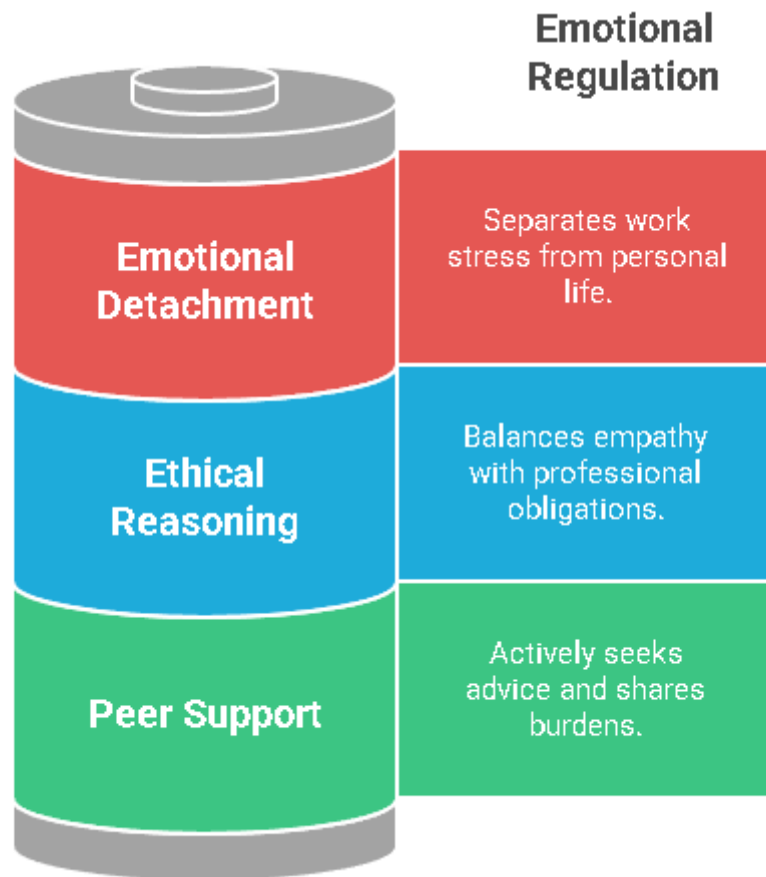 Emotional
Regulation
Emotional
Detachment
Separates work
stress from personal
life.
Ethical
Reasoning
Balances empathy
with professional
obligations.
Peer Support
Actively seeks
advice and shares
burdens.